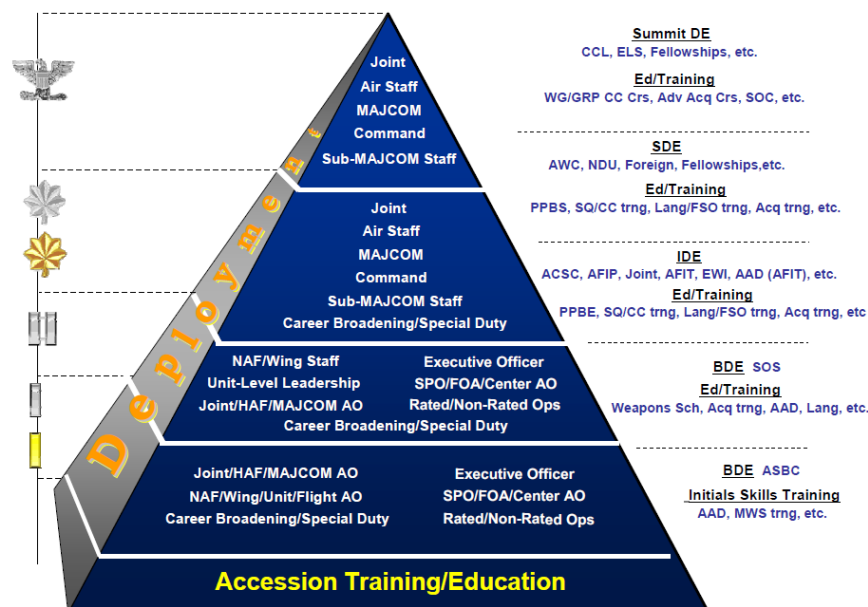 Summit DE
CCL, ELS, Fellowships, etc.
Ed/Training
WG/GRP CC Crs, Adv Acq Crs, SOC, etc.
SDE
AWC, NDU, Foreign, Fellowships,etc.
Ed/Training
PPBS, SQ/CC trng, Lang/FSO trng, Acq trng, etc.
IDE
ACSC, AFIP, Joint, AFIT, EWI, AAD (AFIT), etc.
Ed/Training
PPBE, SQ/CC trng, Lang/FSO trng, Acq trng, etc
BDE SOS
Ed/Training
Weapons Sch, Acq trng, AAD, Lang, etc.
BDE ASBC
Initials Skills Training
AAD, MWS trng, etc.
Deployment
Joint
Air Staff
MAJCOM
Command
Sub-MAJCOM Staff
Joint
Air Staff
MAJCOM
Command
Sub-MAJCOM Staff
Career Broadening/Special Duty
NAF/Wing Staff Executive Officer
Unit-Level Leadership SPO/FOA/Center AO
Joint/HAF/MAJCOM AO Rated/Non-Rated Ops
Career Broadening/Special Duty
Joint/HAF/MAJCOM AO Executive Officer
NAF/Wing/Unit/Flight AO SPO/FOA/Center AO
Career Broadening/Special Duty Rated/Non-Rated Ops
Accession Training/Education